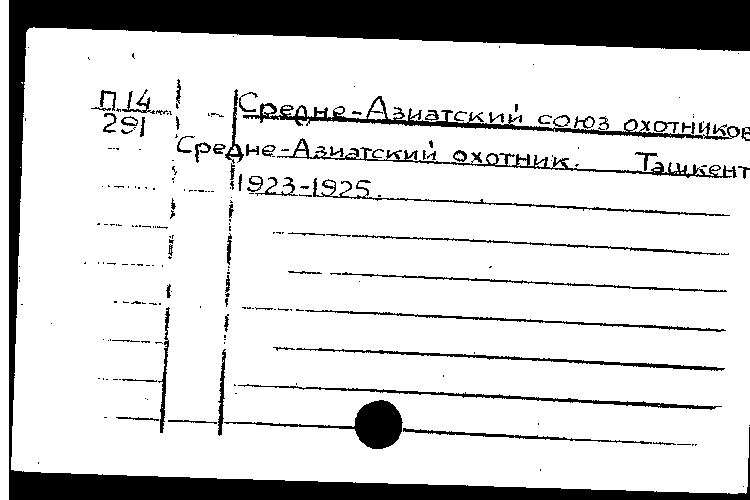 П 14
291
Средне-Азиатский союз охотников
Средне-Азиатский охотник. Ташкент
1923-1925.